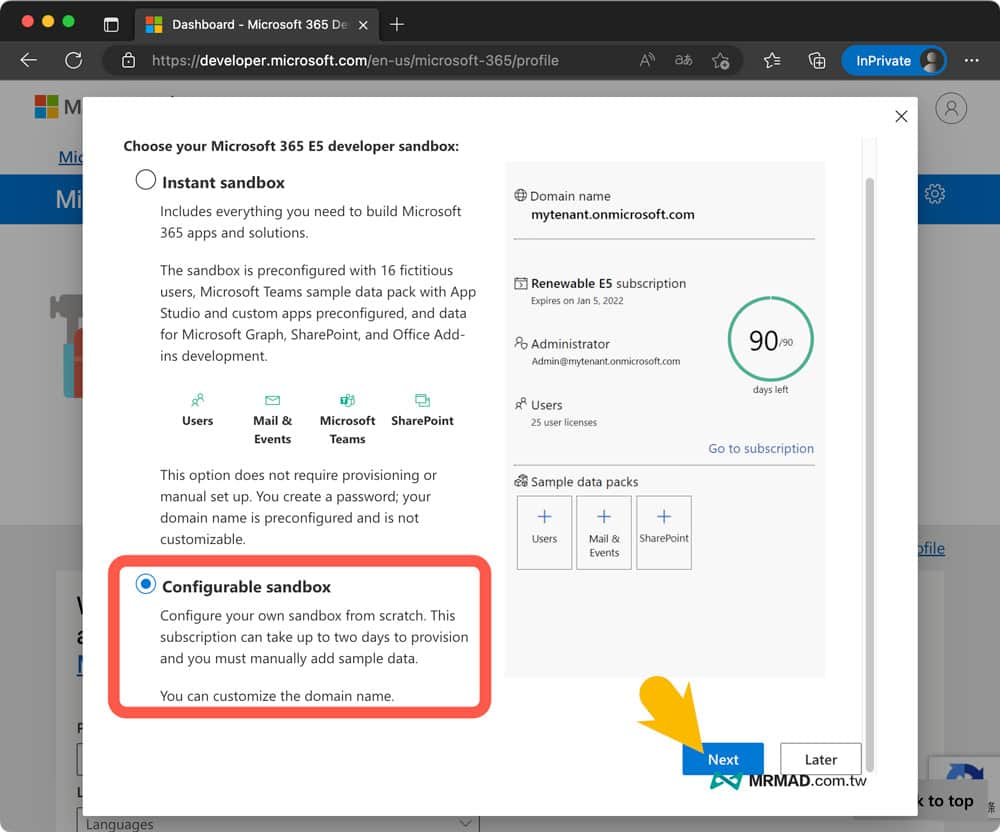 Dashboard - Microsoft 365 De
https://developer.microsoft.com/en-us/microsoft-365/profile
aあ
InPrivate
M
Mic
Mi
Choose your Microsoft 365 E5 developer sandbox:
Instant sandbox
Includes everything you need to build Microsoft
365 apps and solutions.
The sandbox is preconfigured with 16 fictitious
users, Microsoft Teams sample data pack with App
Studio and custom apps preconfigured, and data
for Microsoft Graph, SharePoint, and Office Add-
ins development.
Users
Mail &
Events
Microsoft
Teams
SharePoint
This option does not require provisioning or
manual set up. You create a password; your
domain name is preconfigured and is not
customizable.
Configurable sandbox
Configure your own sandbox from scratch. This
subscription can take up to two days to provision
and you must manually add sample data.
You can customize the domain name.
Domain name
mytenant.onmicrosoft.com
Renewable E5 subscription
Expires on Jan 5, 2022
Administrator
Admin@mytenant.onmicrosoft.com
90/90
days left
Users
25 user licenses
Go to subscription
Sample data packs
Users
Mail &
Events
SharePoint
Next
Later
MRMAD.com.tw
ofile
k to top
Languages